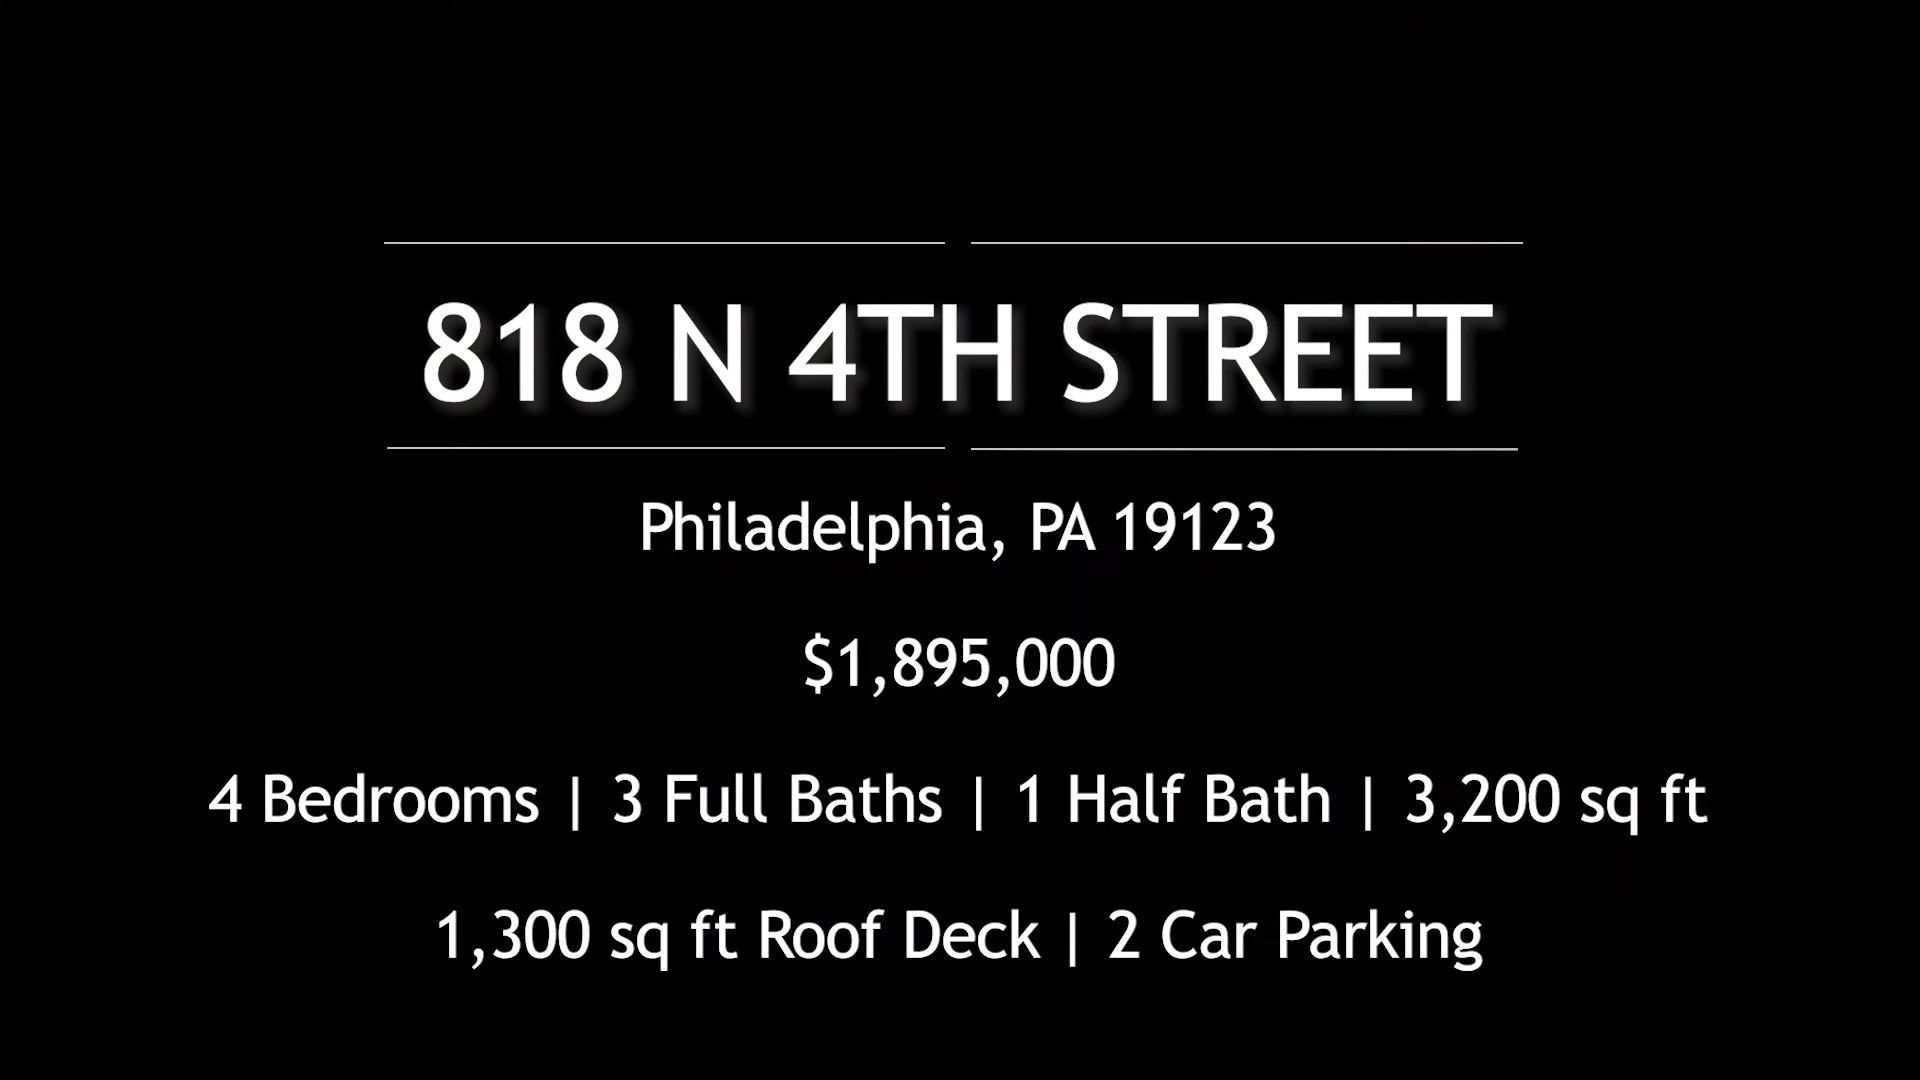 818 N 4TH STREET
Philadelphia, PA 19123
$1,895,000
4 Bedrooms | 3 Full Baths | 1 Half Bath | 3,200 sq ft
1,300 sq ft Roof Deck | 2 Car Parking